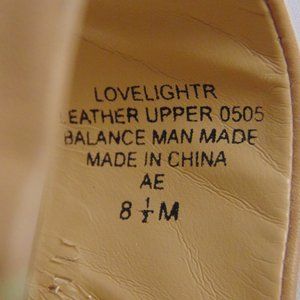 LOVELIGHTR
LEATHER UPPER 0505
BALANCE MAN MADE
MADE IN CHINA
AE
8 ½ M